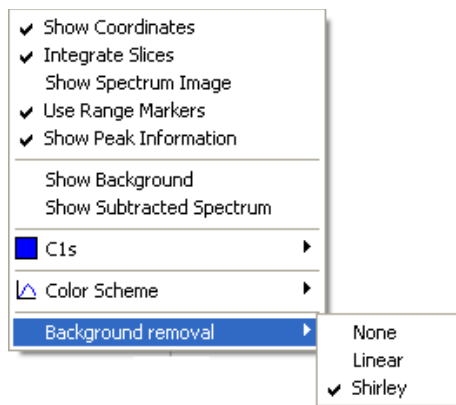 Show Coordinates
Integrate Slices
Show Spectrum Image
Use Range Markers
Show Peak Information
Show Background
Show Subtracted Spectrum
C1s
Color Scheme
Background removal
None
Linear
Shirley